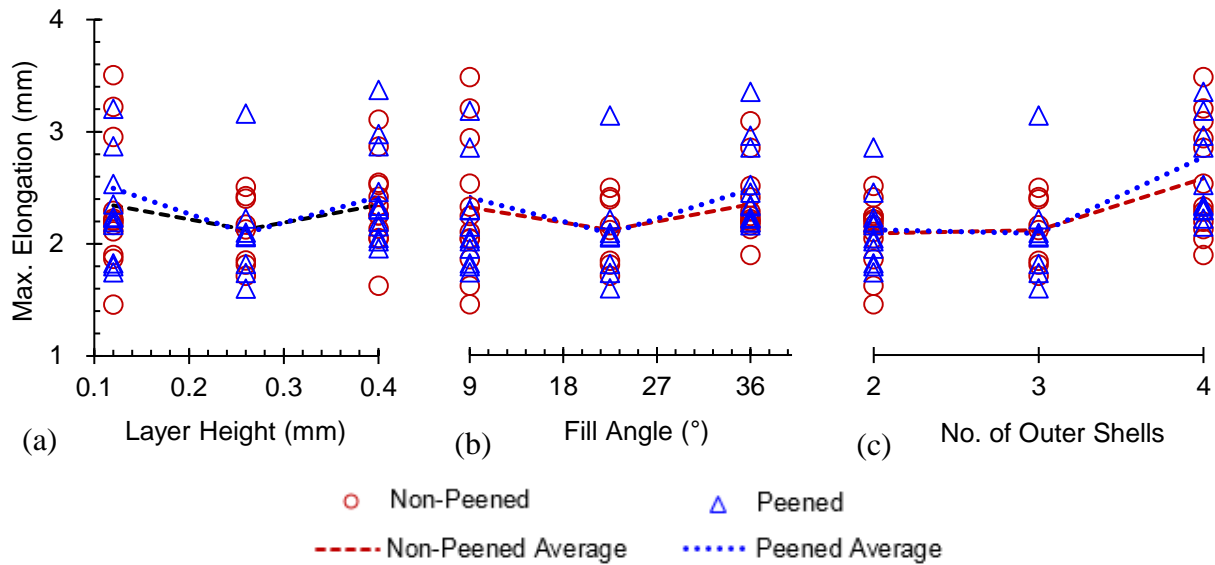 4
3
2
1
Max. Elongation (mm)
0.1 0.2 0.3 0.4 9 18 27 36 2 3 4
(a) Layer Height (mm) (b) Fill Angle (°) (c) No. of Outer Shells
Non-Peened Peened
Non-Peened Average Peened Average